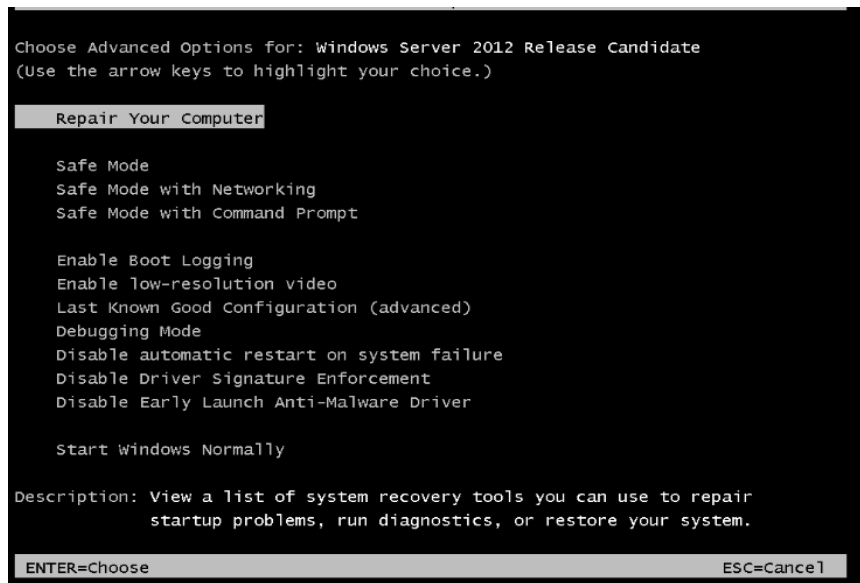 Choose Advanced Options for: Windows Server 2012 Release Candidate
(Use the arrow keys to highlight your choice.)
Repair Your Computer
Safe Mode
Safe Mode with Networking
Safe Mode with Command Prompt
Enable Boot Logging
Enable low-resolution video
Last Known Good Configuration (advanced)
Debugging Mode
Disable automatic restart on system failure
Disable Driver Signature Enforcement
Disable Early Launch Anti-Malware Driver
Start Windows Normally
Description: View a list of system recovery tools you can use to repair
startup problems, run diagnostics, or restore your system.
ENTER=Choose ESC=Cancel